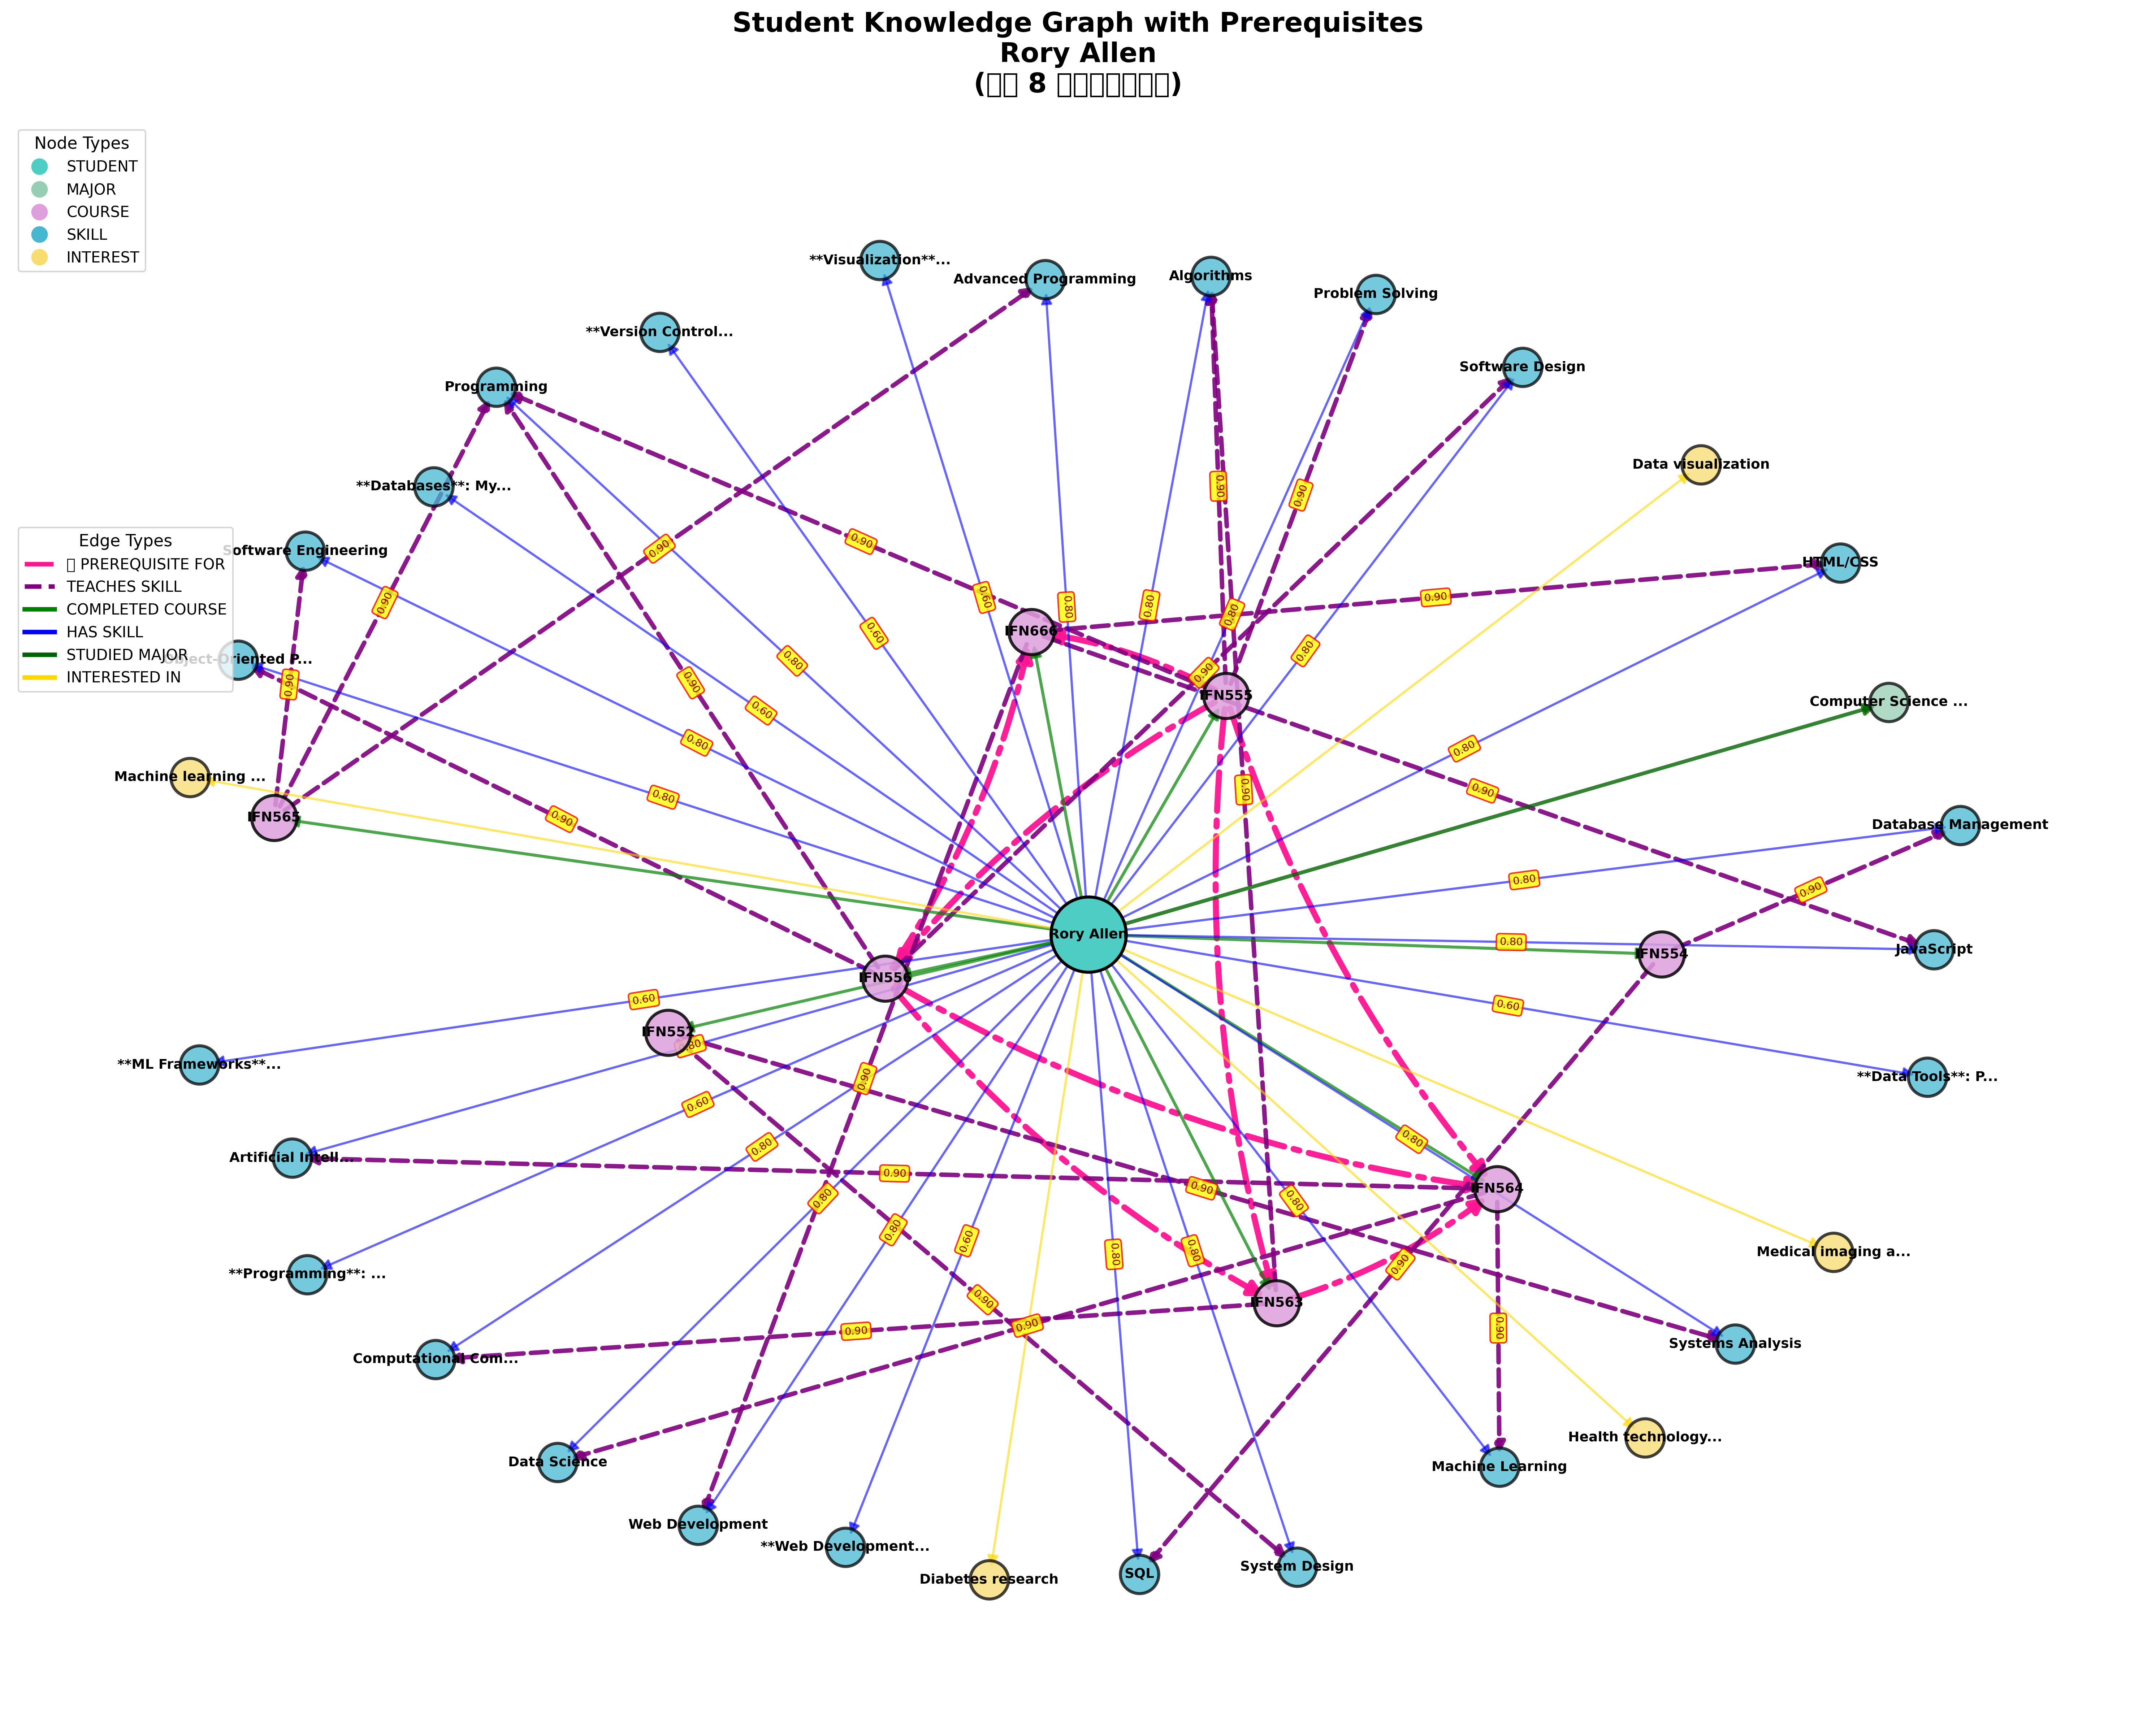 Student Knowledge Graph with Prerequisites
Rory Allen
(▯▯ 8 ▯▯▯▯▯▯▯)
Node Types
STUDENT
MAJOR
COURSE
SKILL
INTEREST
**Visualization**...
Advanced Programming
Algorithms
Problem Solving
**Version Control...
Software Design
Programming
Data visualization
**Databases**: My...
0.90
0.90
Edge Types
▯ PREREQUISITE FOR
TEACHES SKILL
COMPLETED COURSE
HAS SKILL
STUDIED MAJOR
INTERESTED IN
Software Engineering
0.90
0.90
HTML/CSS
0.90
0.60
0.80
0.80
0.90
0.80
0.60
IFN666
0.80
Object-Oriented P...
0.80
0.90
0.90
0.90
IFN555
Computer Science ...
0.60
0.80
0.80
Machine learning ...
0.80
0.90
0.90
IFN565
0.90
Database Management
0.80
0.90
Rory Allen
0.80
JavaScript
IFN554
IFN556
0.60
0.60
IFN552
0.80
**ML Frameworks**...
0.90
**Data Tools**: P...
0.60
0.80
0.80
Artificial Intell...
0.90
0.90
IFN564
0.80
0.80
0.80
0.60
0.80
0.80
Medical imaging a...
0.90
**Programming**: ...
0.90
IFN563
0.90
0.90
0.90
Systems Analysis
Computational Com...
Health technology...
Data Science
Machine Learning
Web Development
**Web Development...
Diabetes research
SQL
System Design